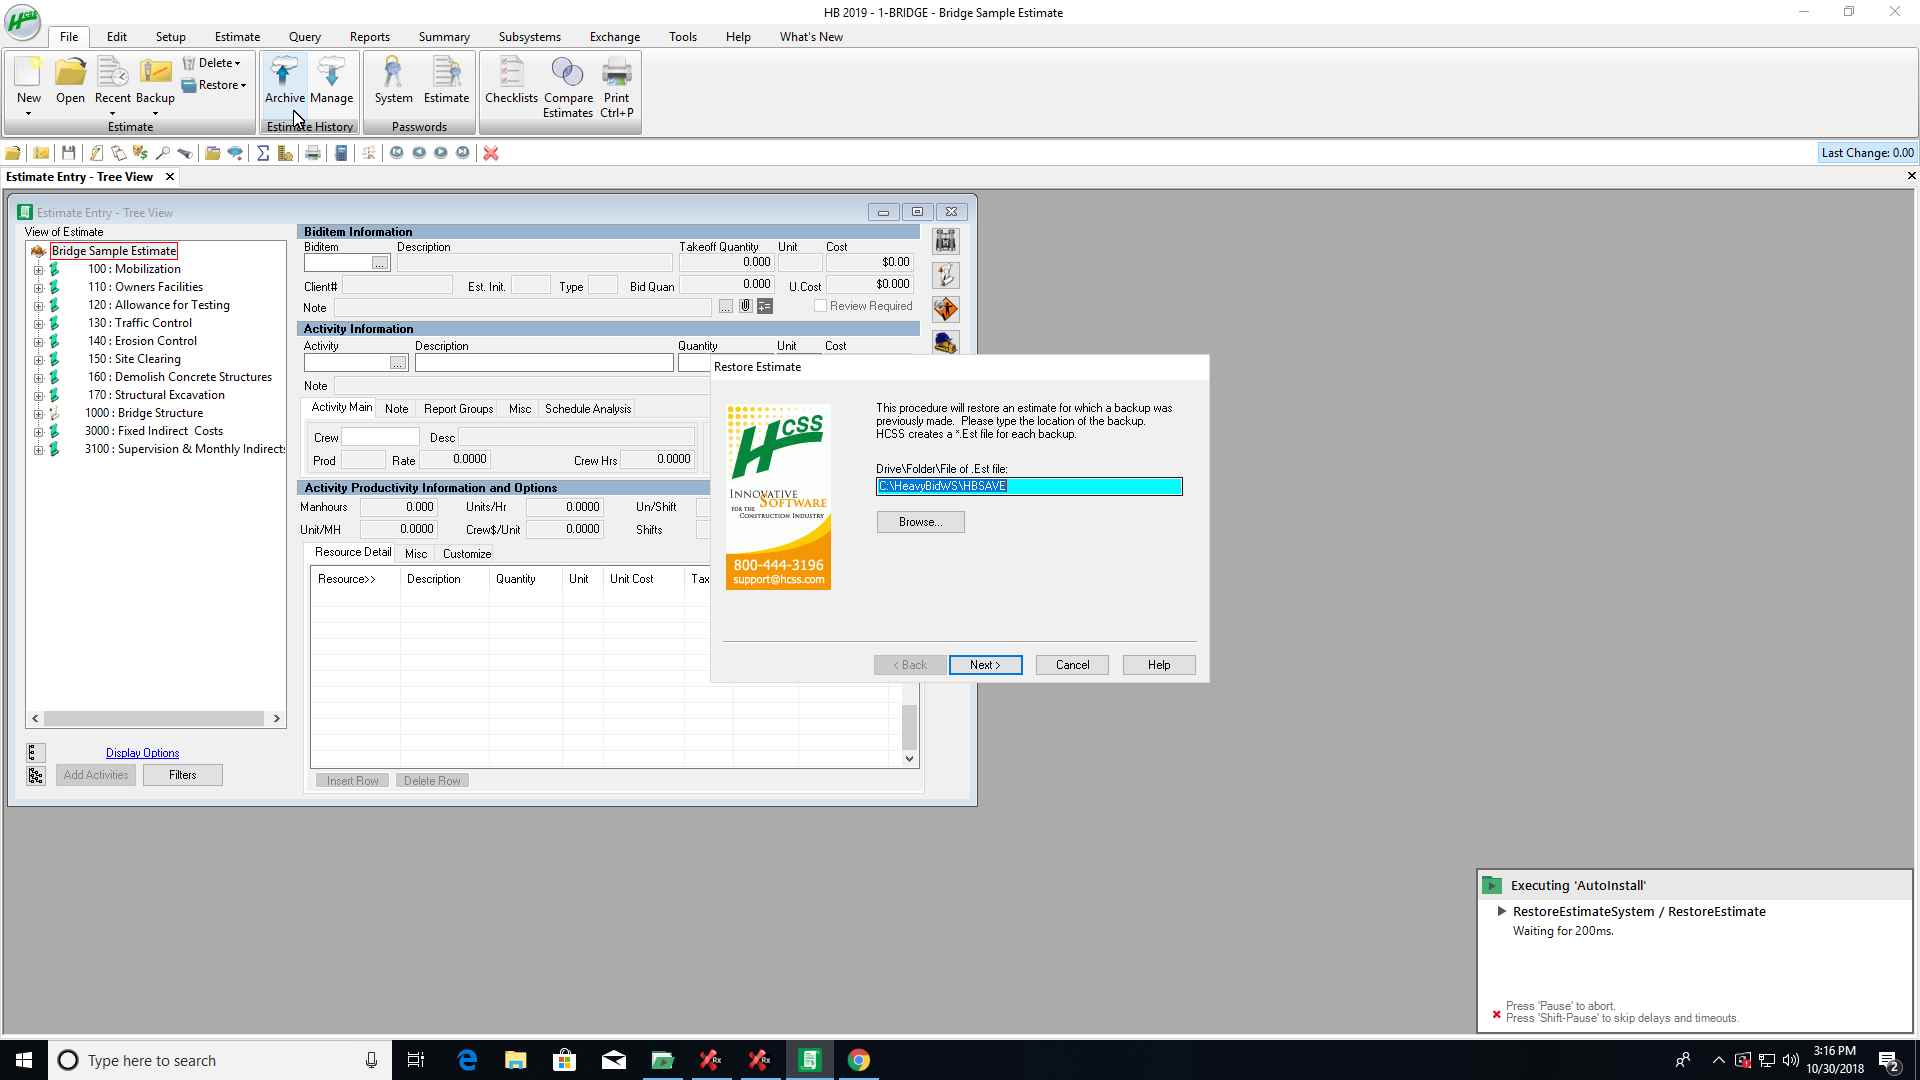 HB 2019 - 1-BRIDGE - Bridge Sample Estimate
HCSS
File Edit Setup Estimate Query Reports Summary Subsystems Exchange Tools Help What's New
New Open Recent Backup Delete Restore
Estimate
Archive Manage
Estimate History
System Estimate
Passwords
Checklists Compare Estimates Print Ctrl+P
Last Change: 0.00
Estimate Entry - Tree View
Estimate Entry - Tree View
View of Estimate
Bridge Sample Estimate
100 : Mobilization
110 : Owners Facilities
120 : Allowance for Testing
130 : Traffic Control
140 : Erosion Control
150 : Site Clearing
160 : Demolish Concrete Structures
170 : Structural Excavation
1000 : Bridge Structure
3000 : Fixed Indirect Costs
3100 : Supervision & Monthly Indirects
Display Options
Add Activities Filters
Biditem Information
Biditem Description Takeoff Quantity Unit Cost
... 0.000 $0.00
Client# Est. Init. Type Bid Quan 0.000 U.Cost $0.000
Note ... Review Required
Activity Information
Activity Description Quantity Unit Cost
...
Note
Activity Main Note Report Groups Misc Schedule Analysis
Crew Desc
Prod Rate 0.0000 Crew Hrs 0.0000
Activity Productivity Information and Options
Manhours 0.000 Units/Hr 0.0000 Un/Shift
Unit/MH 0.0000 Crew$/Unit 0.0000 Shifts
Resource Detail Misc Customize
Resource>> Description Quantity Unit Unit Cost Tax
Insert Row Delete Row
Restore Estimate
HCSS
INNOVATIVE
SOFTWARE
FOR THE
CONSTRUCTION INDUSTRY
800-444-3196
support@hcss.com
This procedure will restore an estimate for which a backup was
previously made. Please type the location of the backup.
HCSS creates a *.Est file for each backup.
Drive\Folder\File of .Est file:
C:\HeavyBidWS\HBSAVE
Browse...
< Back Next > Cancel Help
Executing 'AutoInstall'
RestoreEstimateSystem / RestoreEstimate
Waiting for 200ms.
Press 'Pause' to abort.
Press 'Shift-Pause' to skip delays and timeouts.
Type here to search
3:16 PM
10/30/2018
2